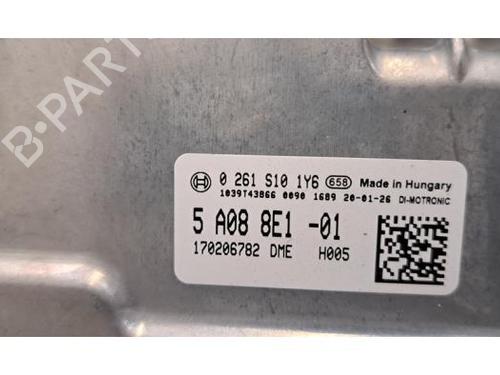 B-PARTS
0 261 S10 1Y6 658 Made in Hungary
1039T43866 0090 1689 20-01-26 DI-MOTRONIC
5 A08 8E1 -01
170206782 DME H005